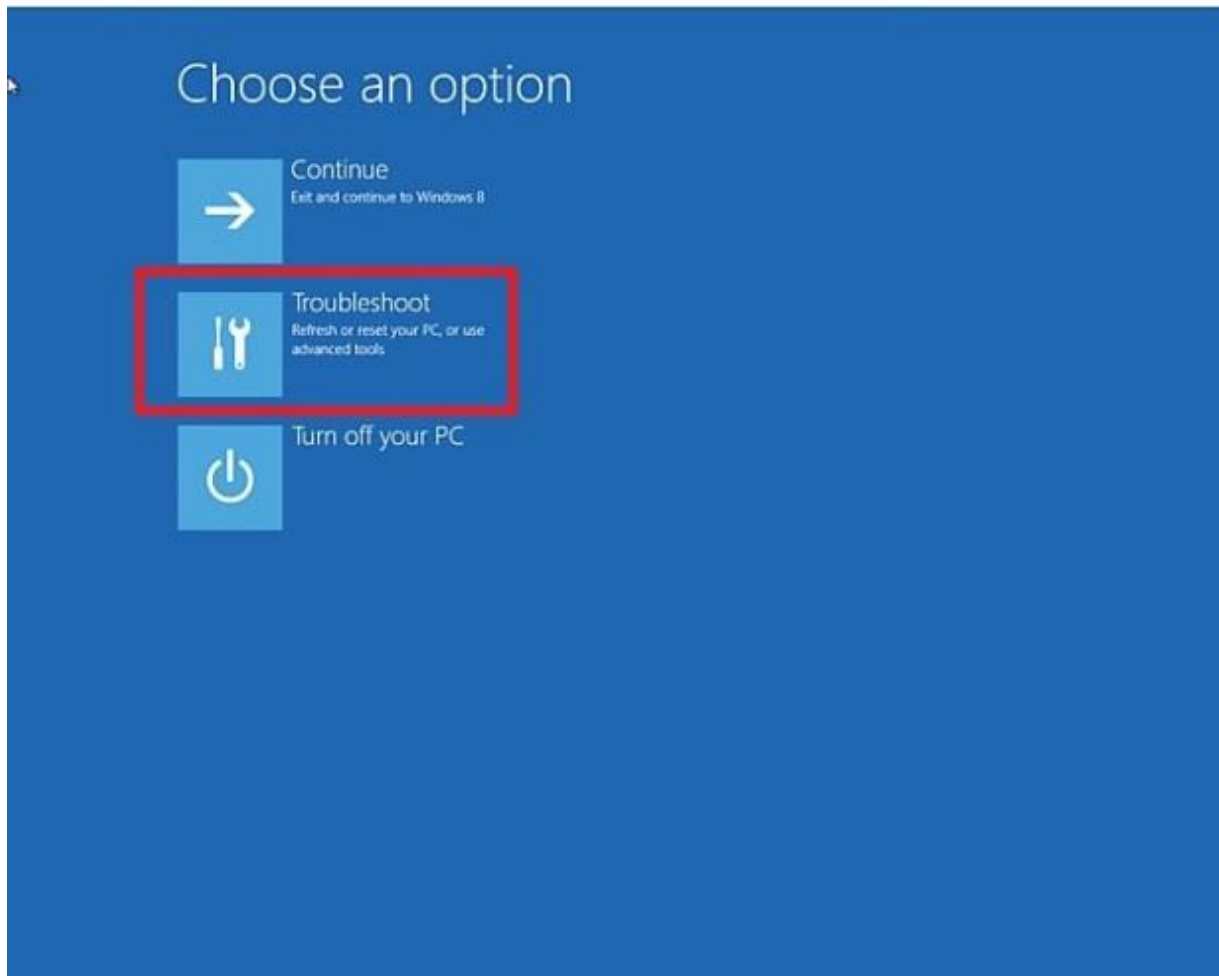 Choose an option
Continue
Exit and continue to Windows 8
Troubleshoot
Refresh or reset your PC, or use
advanced tools
Turn off your PC